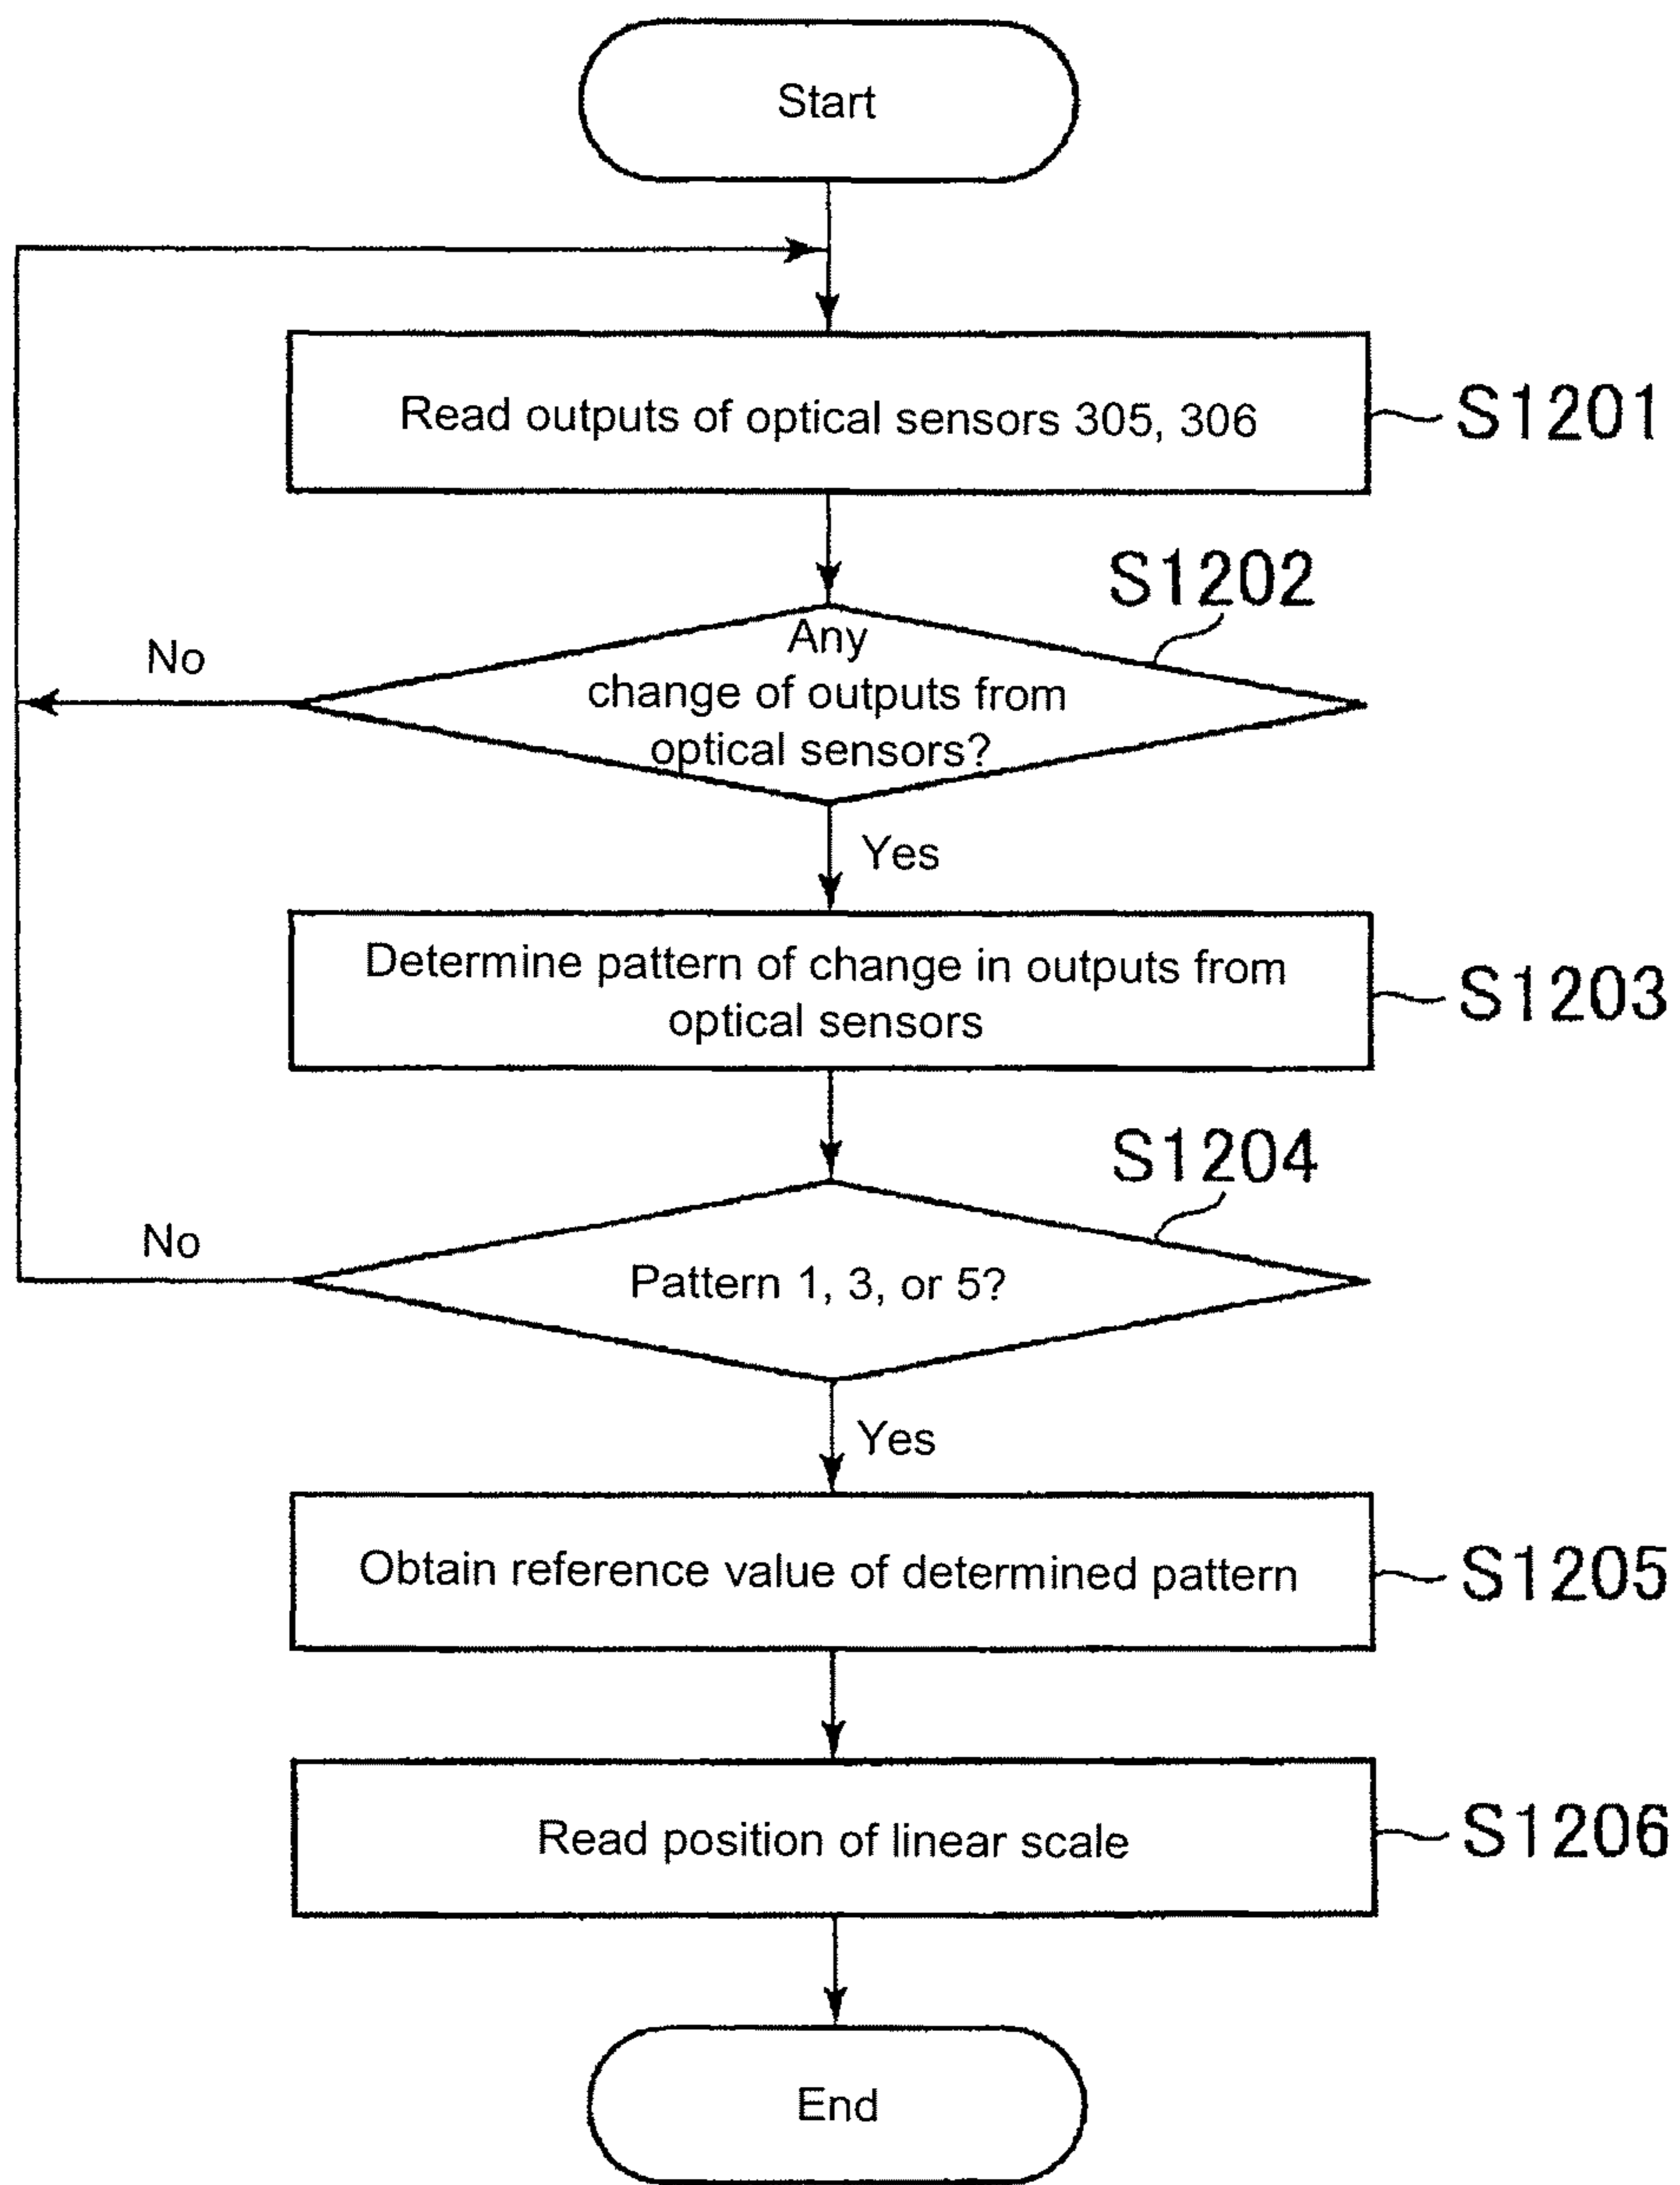 Start
Read outputs of optical sensors 305, 306
S1201
S1202
No
Any
change of outputs from
optical sensors?
Yes
Determine pattern of change in outputs from
optical sensors
S1203
S1204
No
Pattern 1, 3, or 5?
Yes
Obtain reference value of determined pattern
S1205
Read position of linear scale
S1206
End